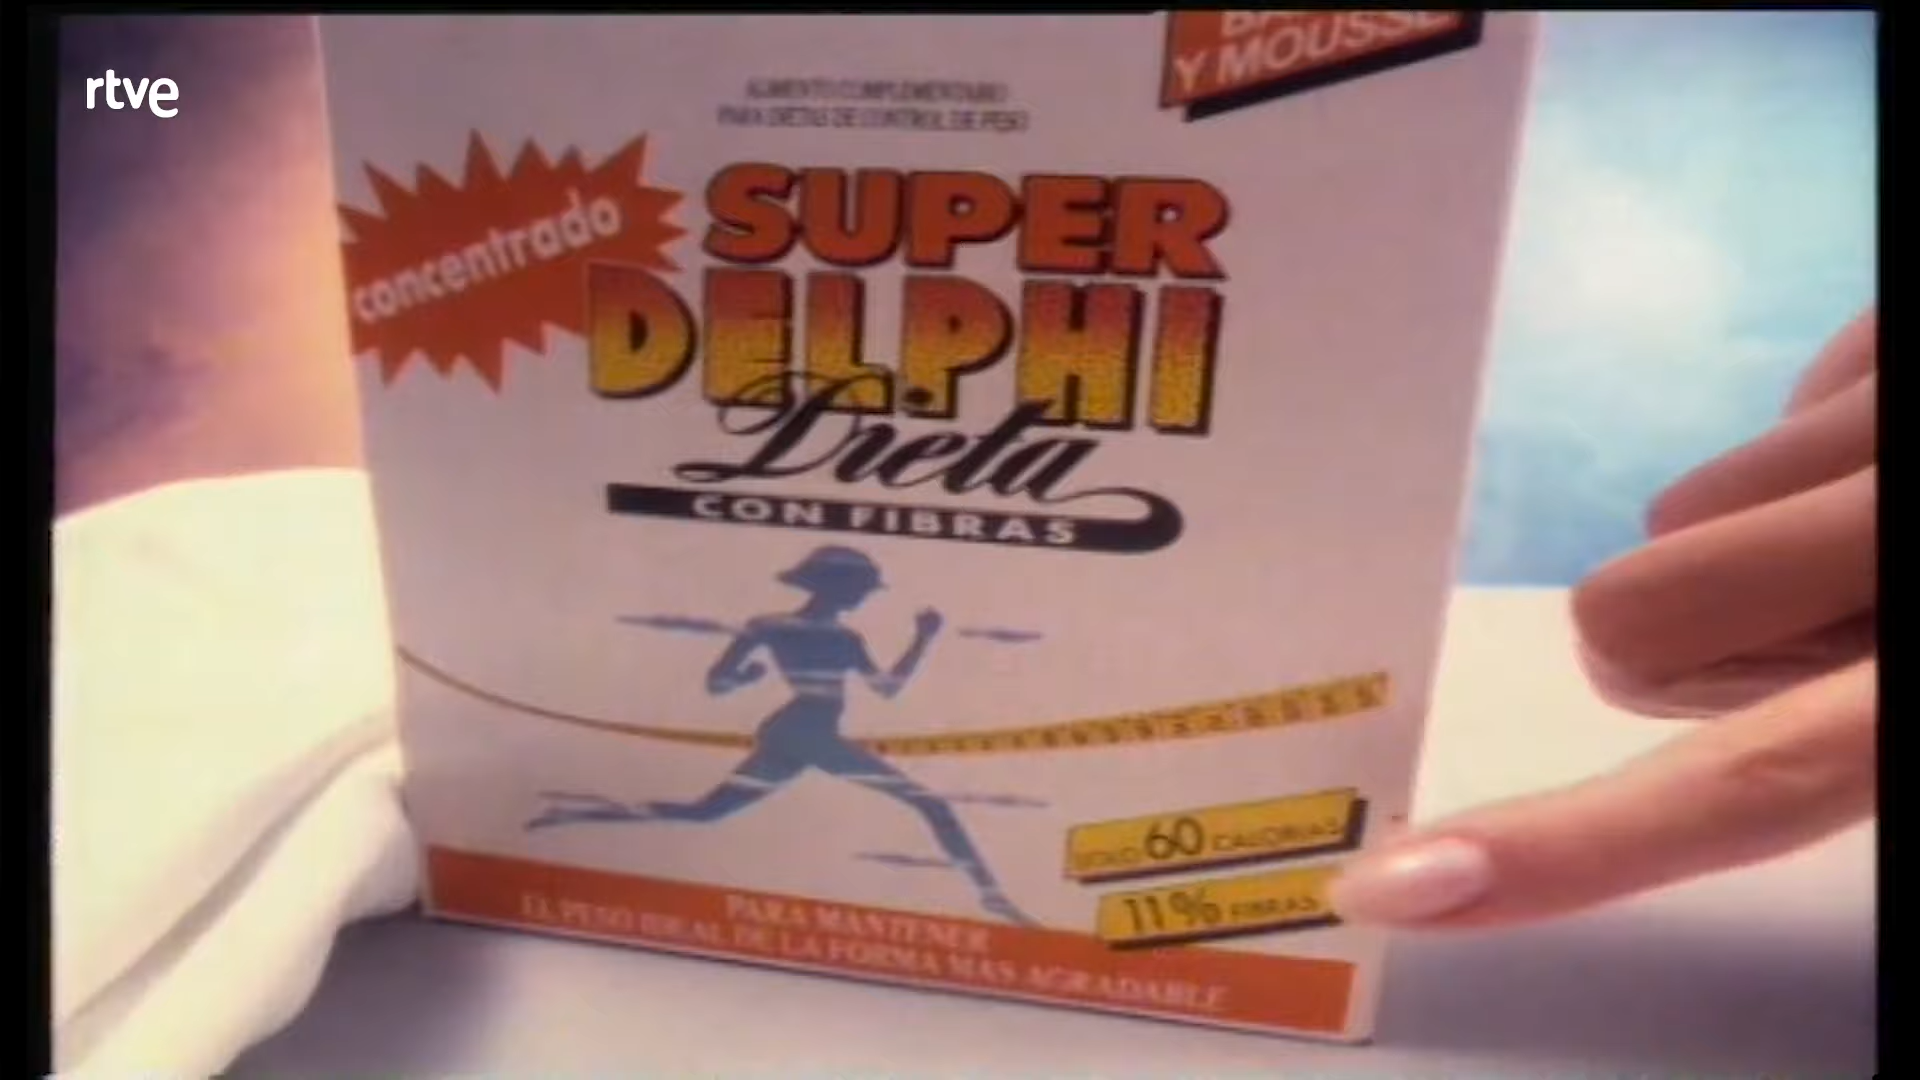 rtve
Y MOUSSE
ALIMENTO COMPLEMENTARIO
PARA DIETAS DE CONTROL DE PESO
concentrado
SUPER
DELPHI
Dieta
CON FIBRAS
SOLO 60 CALORIAS
11% FIBRAS
PARA MANTENER
EL PESO IDEAL DE LA FORMA MAS AGRADABLE